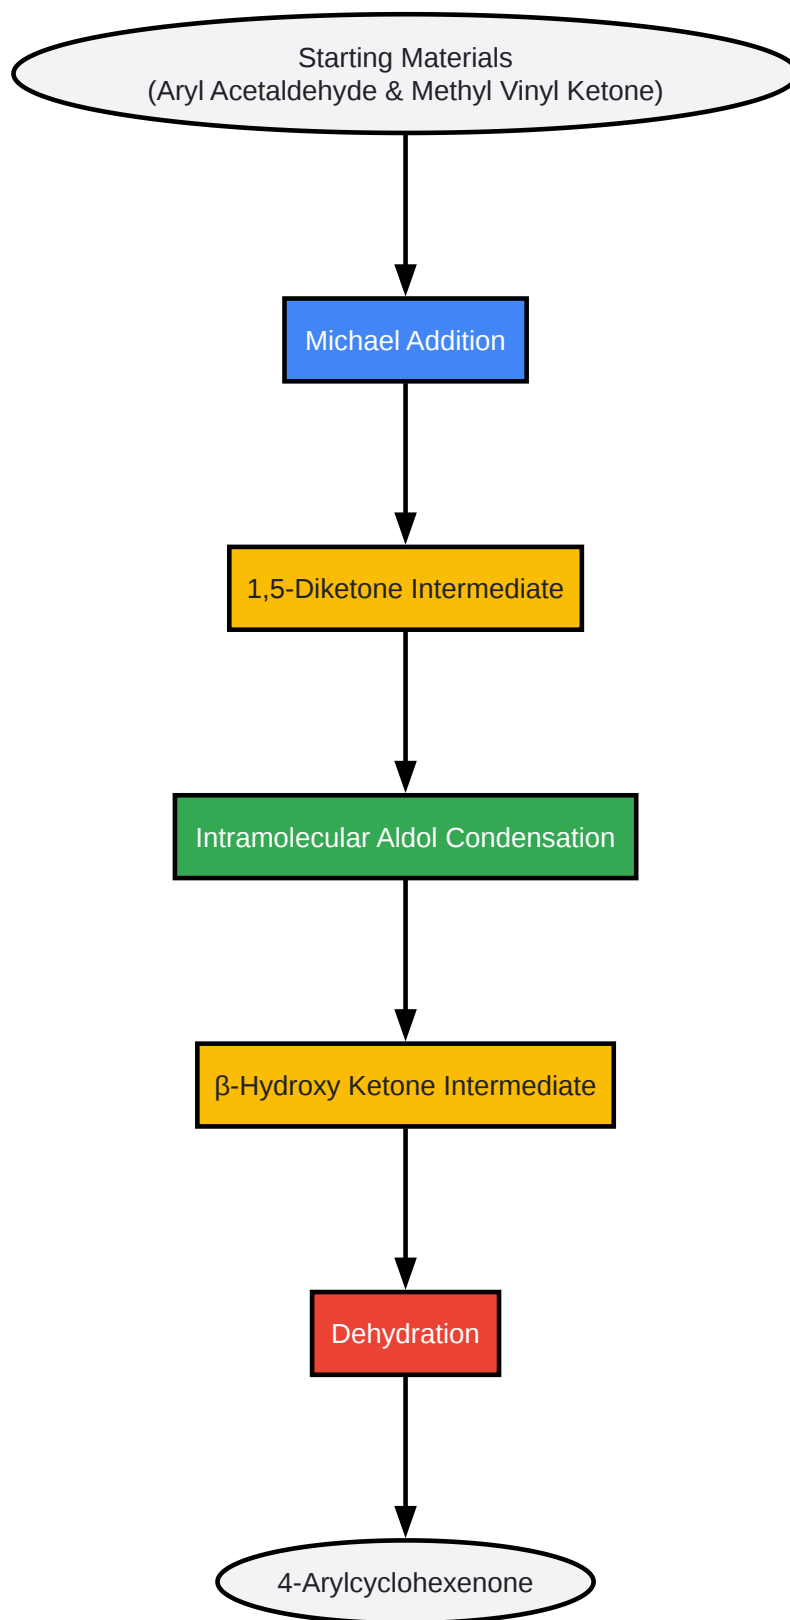 Starting Materials
(Aryl Acetaldehyde & Methyl Vinyl Ketone)
Michael Addition
1,5-Diketone Intermediate
Intramolecular Aldol Condensation
β-Hydroxy Ketone Intermediate
Dehydration
4-Arylcyclohexenone